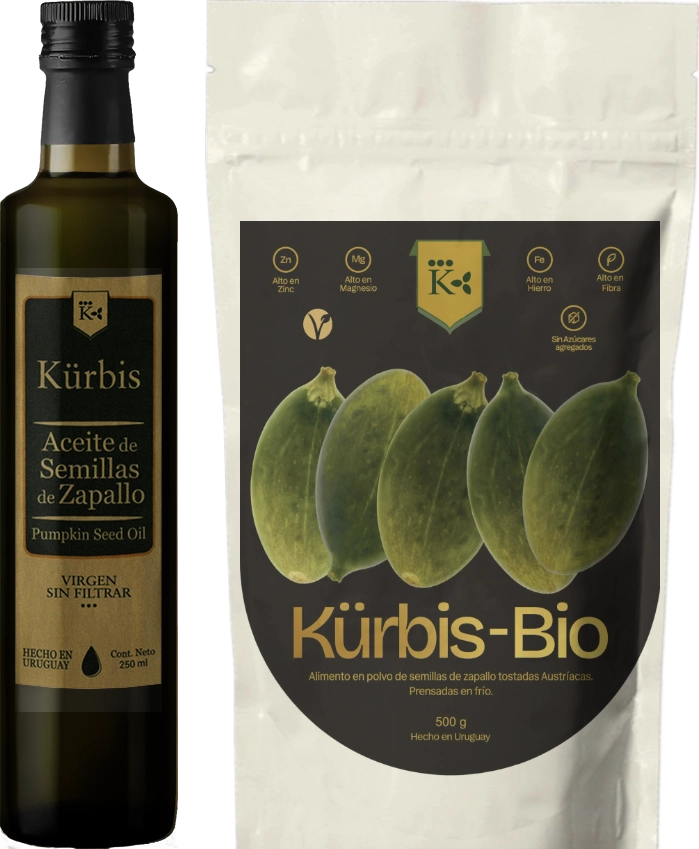 K
Kürbis
Aceite de
Semillas
de Zapallo
Pumpkin Seed Oil
VIRGEN
SIN FILTRAR
HECHO EN
URUGUAY
Cont. Neto
250 ml
Zn
Alto en
Zinc
Mg
Alto en
Magnesio
K
Fe
Alto en
Hierro
Alto en
Fibra
V
Sin Azúcares
agregados
Kürbis-Bio
Alimento en polvo de semillas de zapallo tostadas Austríacas.
Prensadas en frío.
500 g
Hecho en Uruguay